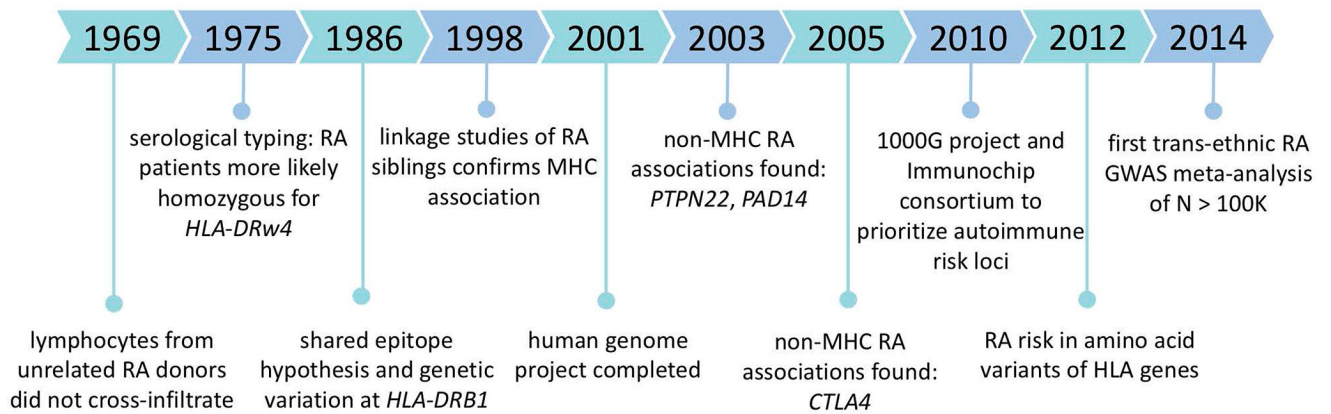 1969 1975 1986 1998 2001 2003 2005 2010 2012 2014
serological typing: RA
patients more likely
homozygous for
HLA-DRw4
linkage studies of RA
siblings confirms MHC
association
non-MHC RA
associations found:
PTPN22, PAD14
1000G project and
Immunochip
consortium to
prioritize autoimmune
risk loci
first trans-ethnic RA
GWAS meta-analysis
of N > 100K
lymphocytes from
unrelated RA donors
did not cross-infiltrate
shared epitope
hypothesis and genetic
variation at HLA-DRB1
human genome
project completed
non-MHC RA
associations found:
CTLA4
RA risk in amino acid
variants of HLA genes